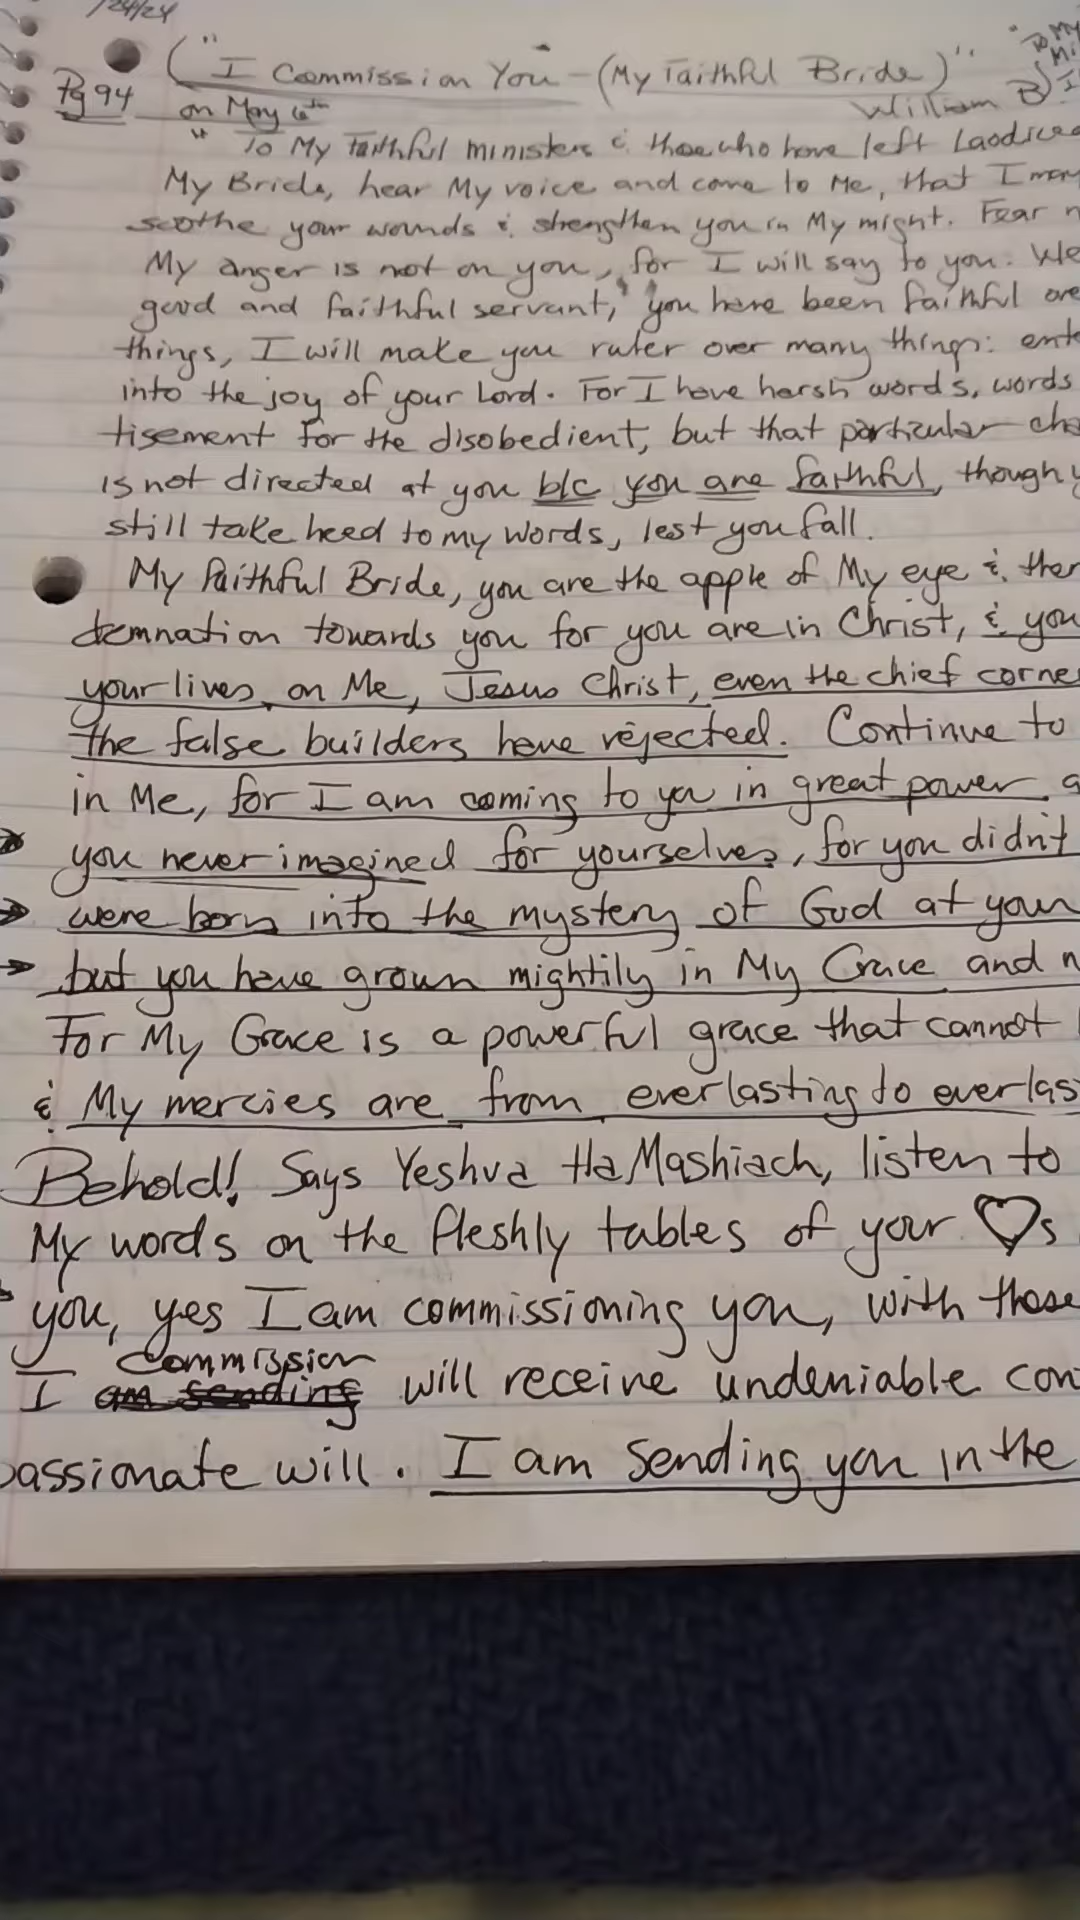 /24/24
("I Commission You - (My Faithful Bride)"
To My
Pg 94 on May 6th William B
"To My faithful ministers & those who have left Laodicea
My Bride, hear My voice and come to Me, that I may
soothe your wounds & strengthen you in My might. Fear n
My anger is not on you, for I will say to you: We
good and faithful servant, you have been faithful ove
things, I will make you ruler over many things: ente
into the joy of your Lord. For I have harsh words, words
tisement for the disobedient, but that particular cha
is not directed at you b/c you are faithful, though y
still take heed to my words, lest you fall.
My Faithful Bride, you are the apple of My eye & ther
demnation towards you for you are in Christ, & you
your lives on Me, Jesus Christ, even the chief corne
the false builders have rejected. Continue to
in Me, for I am coming to you in great power a
you never imagined for yourselves, for you didn't
were born into the mystery of God at your
but you have grown mightily in My Grace and n
For My Grace is a powerful grace that cannot
& My mercies are from everlasting to everlas
Behold! Says Yeshua HaMashiach, listen to
My words on the fleshly tables of your ♡s
you, yes I am commissioning you, with those
commission
I am sending will receive undeniable con
passionate will. I am sending you in the